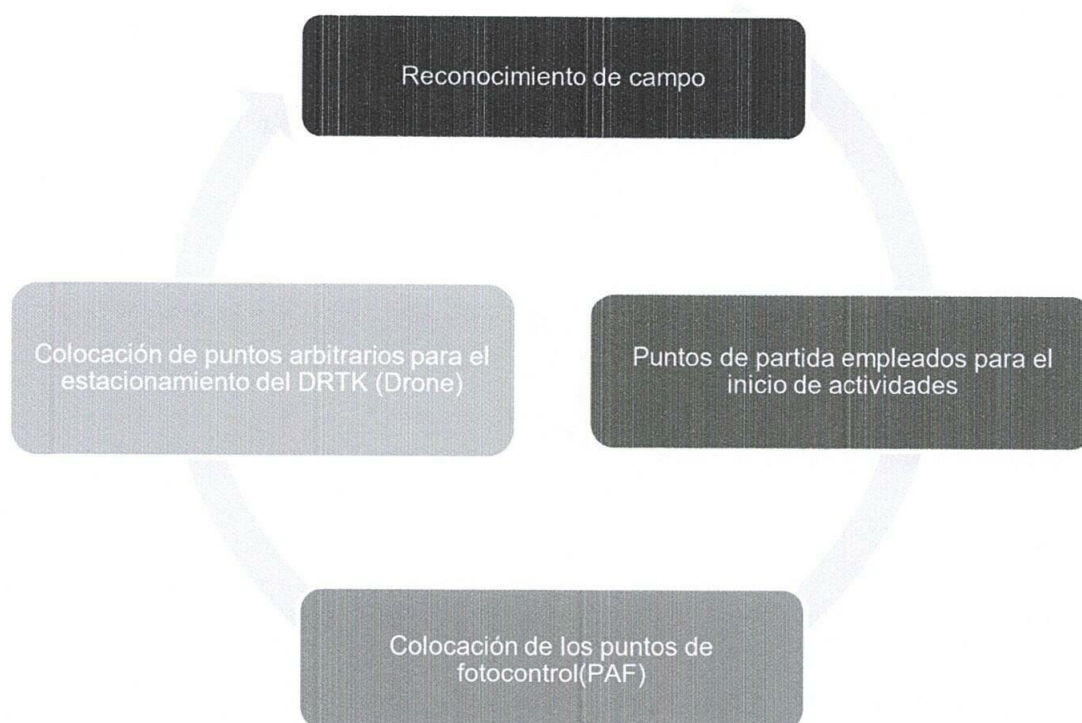 Reconocimiento de campo
Colocación de puntos arbitrarios para el
estacionamiento del DRTK (Drone)
Puntos de partida empleados para el
inicio de actividades
Colocación de los puntos de
fotocontrol(PAF)